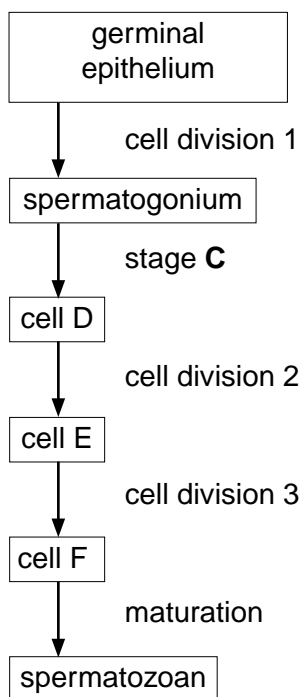 germinal
epithelium
cell division 1
spermatogonium
stage C
cell D
cell division 2
cell E
cell division 3
cell F
maturation
spermatozoan